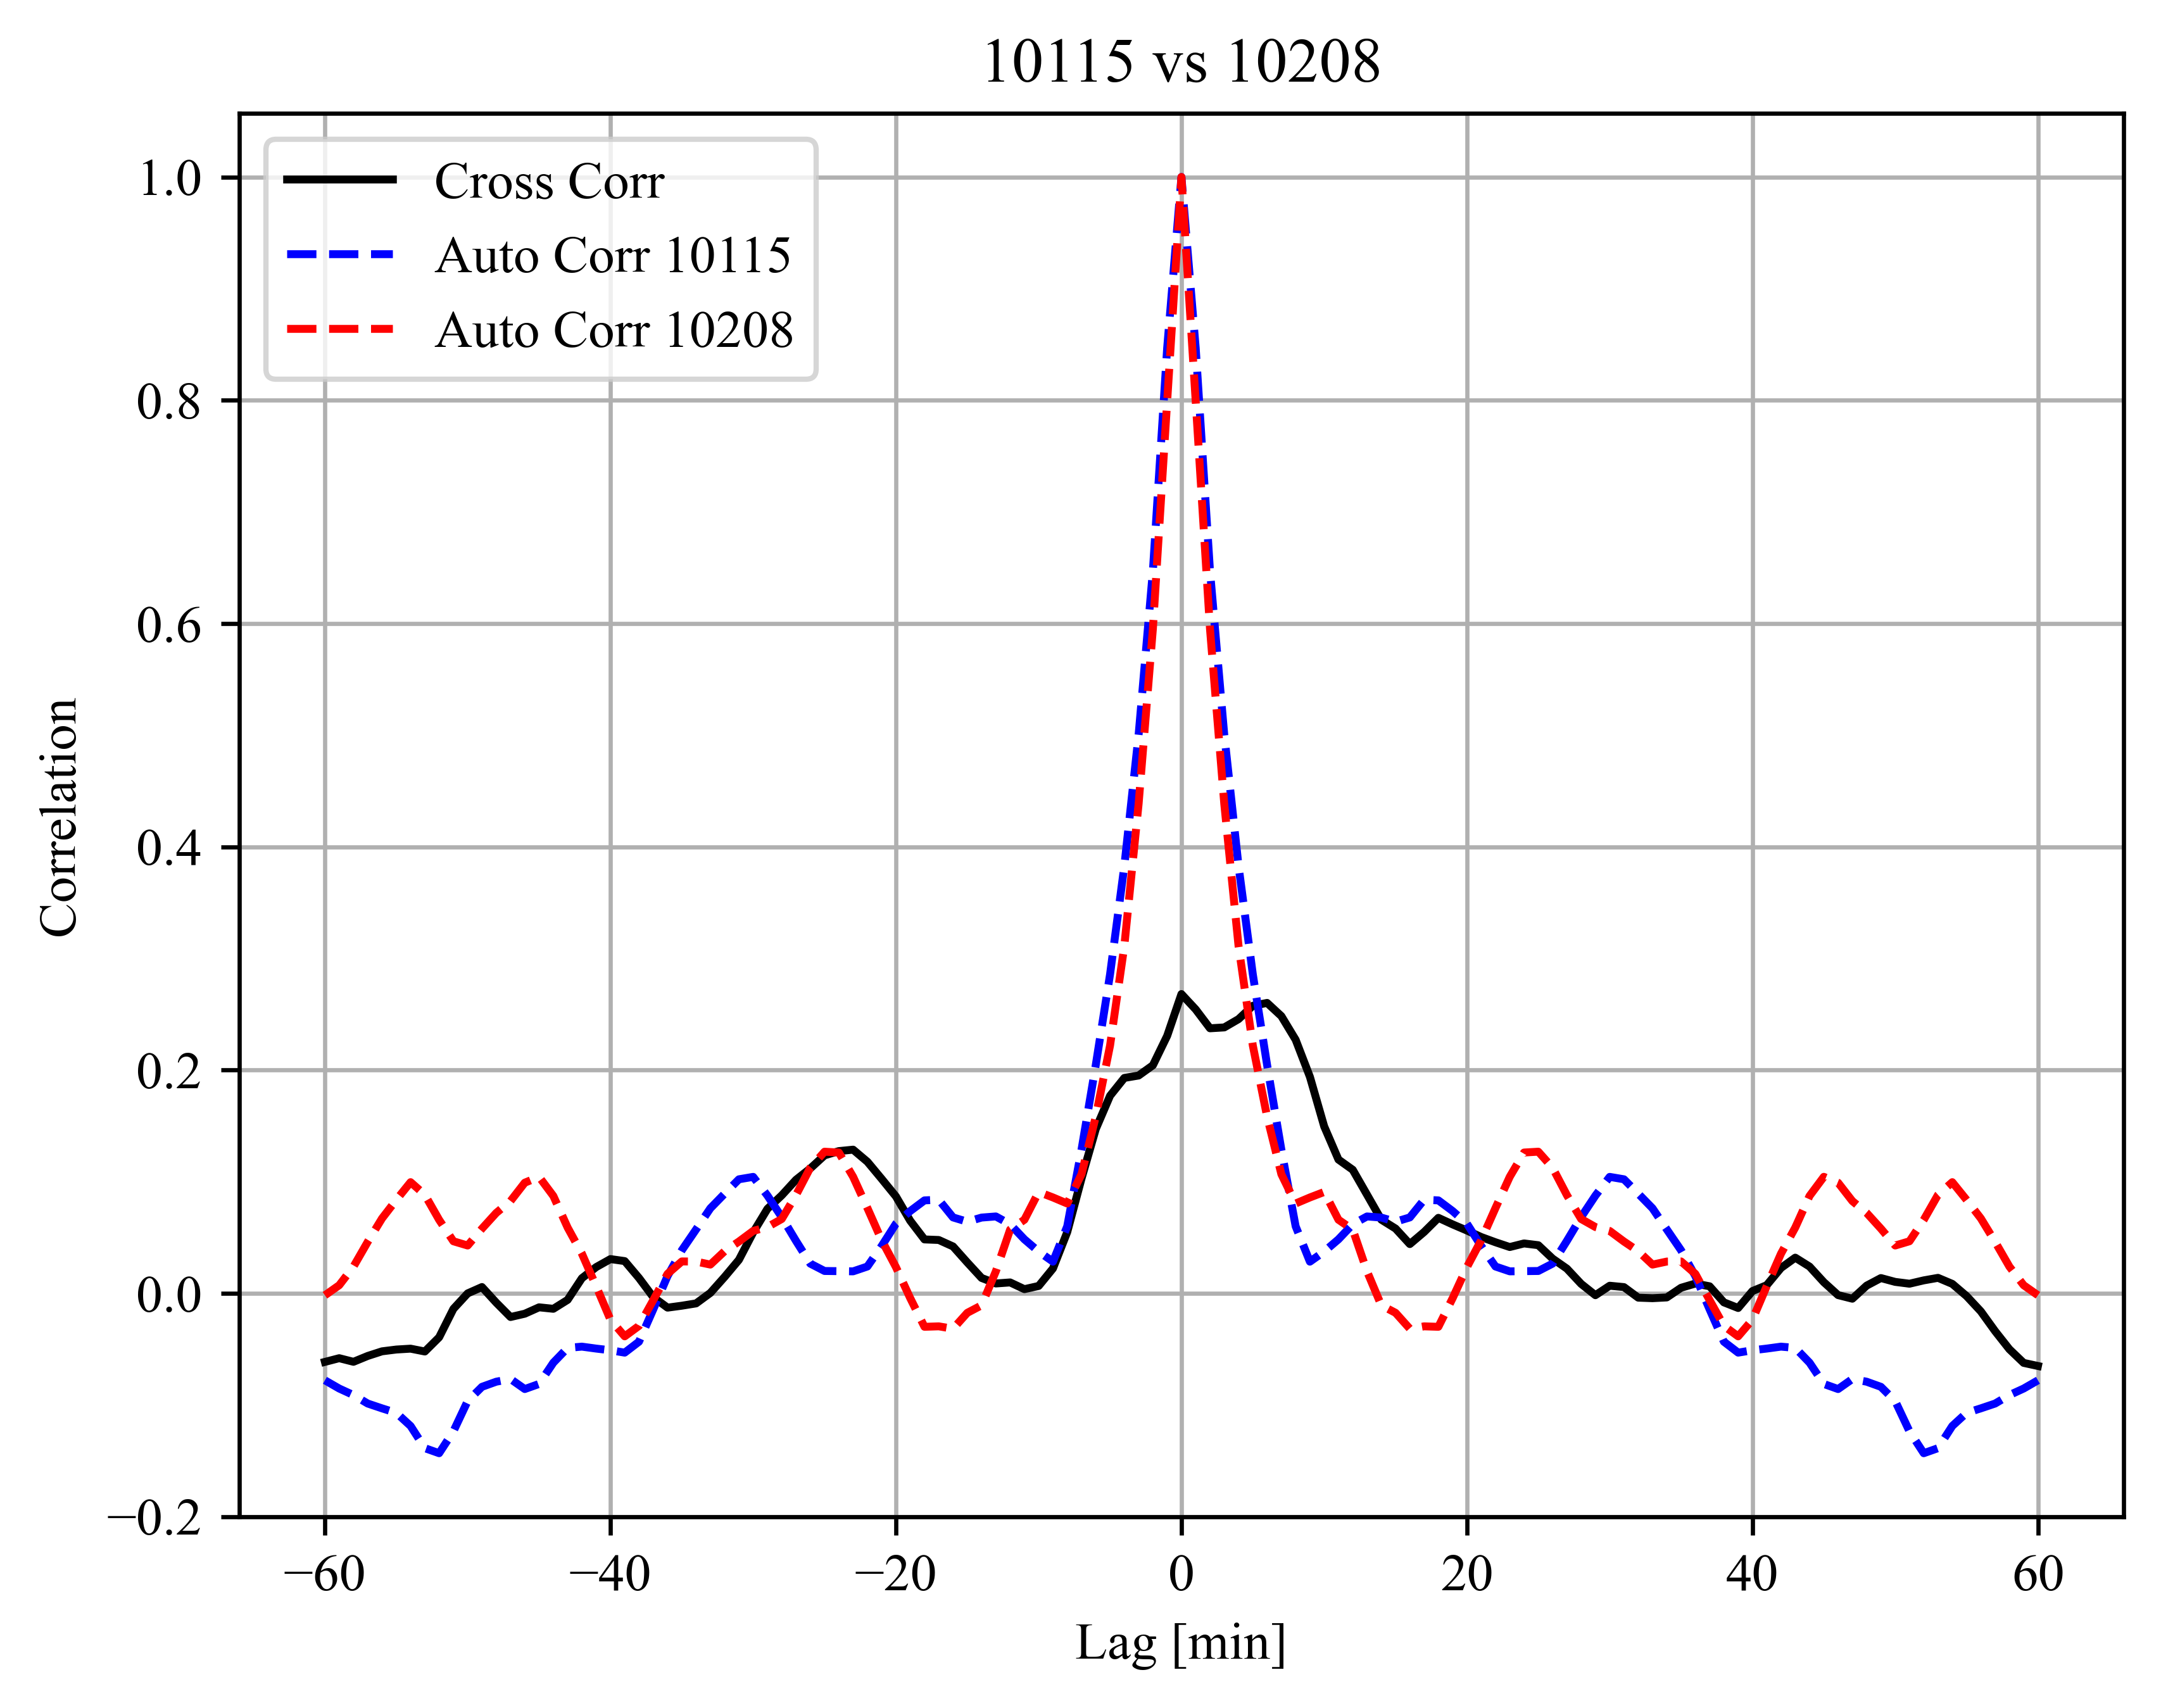 10115 vs 10208
Cross Corr
Auto Corr 10115
Auto Corr 10208
1.0
0.8
0.6
0.4
0.2
0.0
−0.2
Correlation
−60 −40 −20 0 20 40 60
Lag [min]